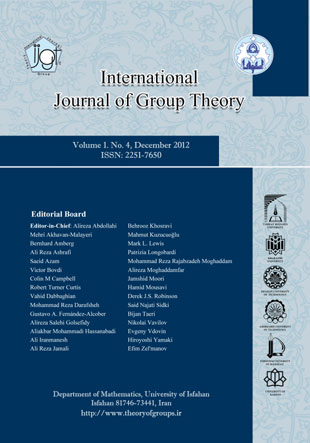 International
Journal of Group Theory
Volume 1. No. 4, December 2012
ISSN: 2251-7650
Editorial Board
Editor-in-Chief: Alireza Abdollahi
Mehri Akhavan-Malayeri
Bernhard Amberg
Ali Reza Ashrafi
Saeid Azam
Victor Bovdi
Colin M Campbell
Robert Turner Curtis
Vahid Dabbaghian
Mohammad Reza Darafsheh
Gustavo A. Fernández-Alcober
Alireza Salehi Golsefidy
Aliakbar Mohammadi Hassanabadi
Ali Iranmanesh
Ali Reza Jamali
Behrooz Khosravi
Mahmut Kuzucuoğlu
Mark L. Lewis
Patrizia Longobardi
Mohammad Reza Rajabzadeh Moghaddam
Alireza Moghaddamfar
Jamshid Moori
Hamid Mousavi
Derek J.S. Robinson
Said Najati Sidki
Bijan Taeri
Nikolai Vavilov
Evgeny Vdovin
Hiroyoshi Yamaki
Efim Zel'manov
Department of Mathematics, University of Isfahan
Isfahan 81746-73441, Iran
http://www.theoryofgroups.ir